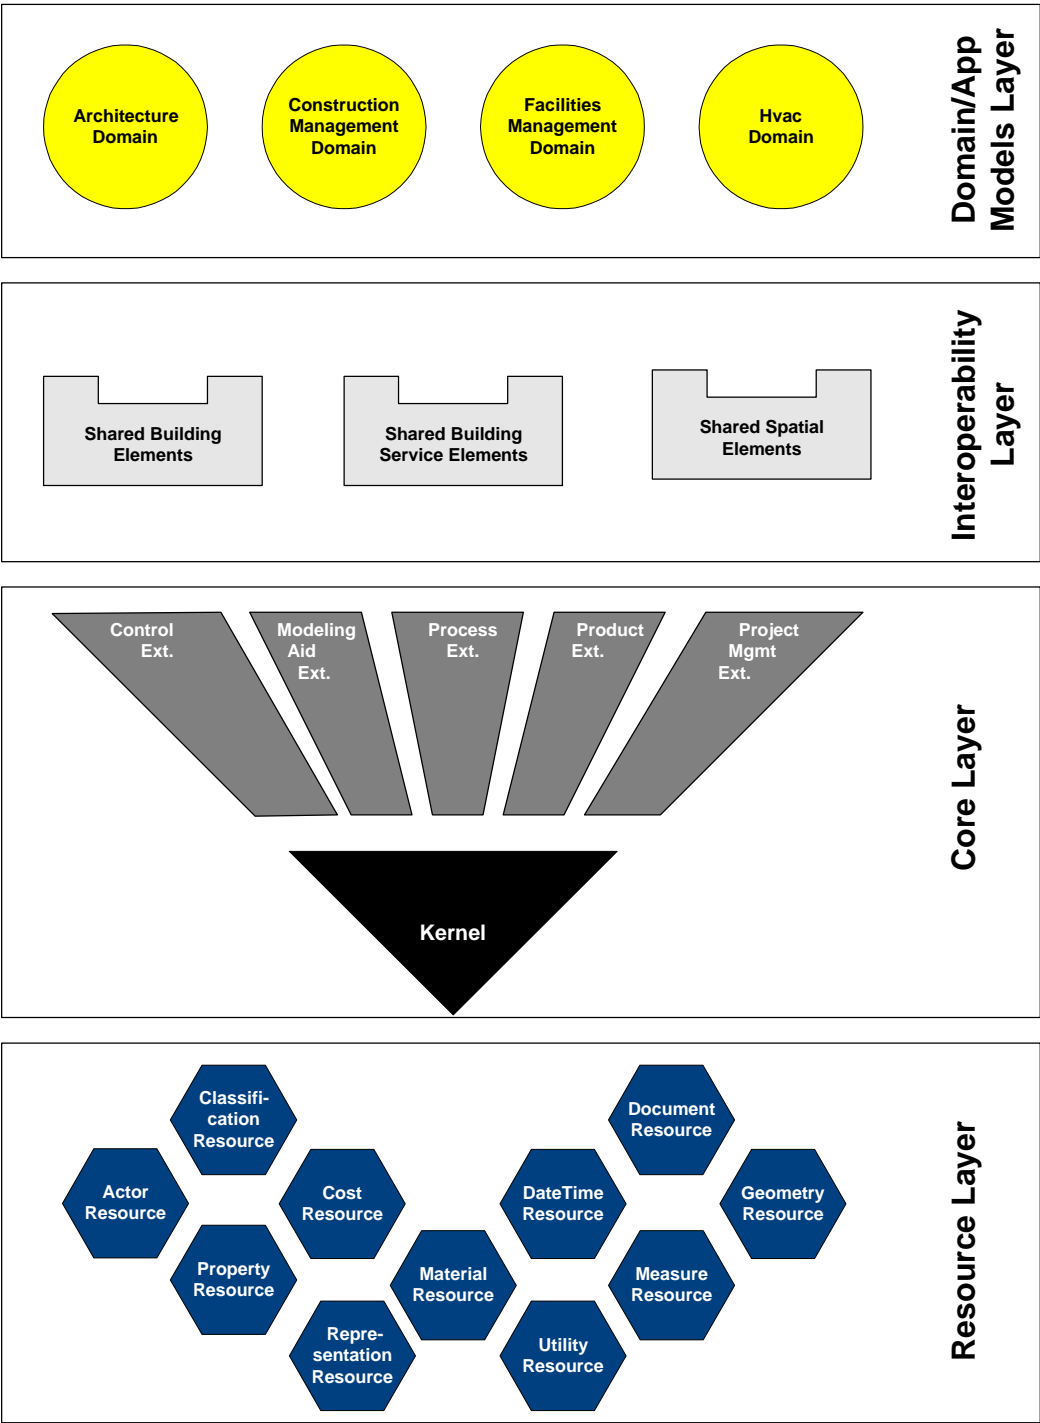 Architecture
Domain
Construction
Management
Domain
Facilities
Management
Domain
Hvac
Domain
Domain/App
Models Layer
Shared Building
Elements
Shared Building
Service Elements
Shared Spatial
Elements
Interoperability
Layer
Control
Ext.
Modeling
Aid
Ext.
Process
Ext.
Product
Ext.
Project
Mgmt
Ext.
Kernel
Core Layer
Classifi-
cation
Resource
Document
Resource
Actor
Resource
Cost
Resource
DateTime
Resource
Geometry
Resource
Property
Resource
Material
Resource
Measure
Resource
Repre-
sentation
Resource
Utility
Resource
Resource Layer